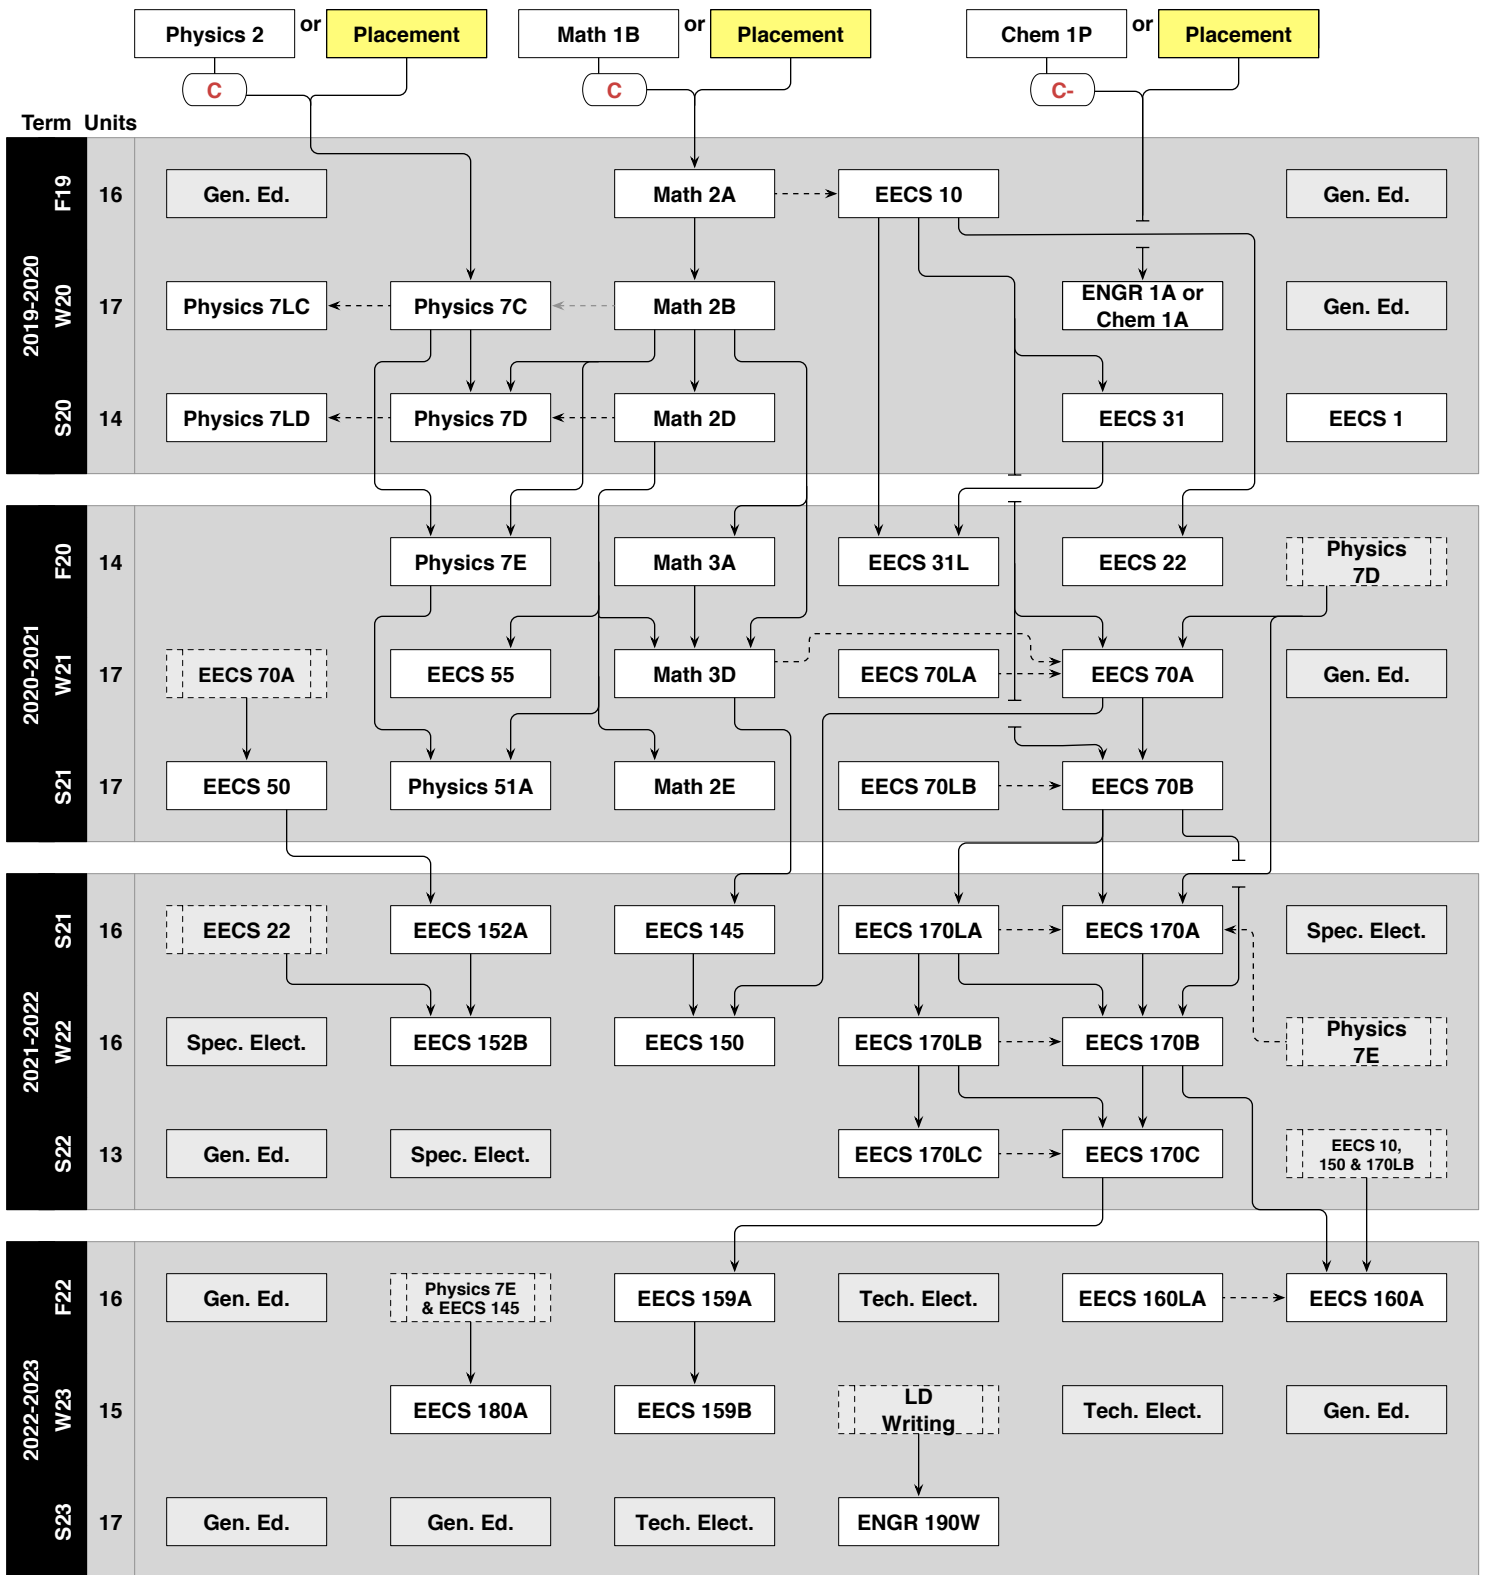 Physics 2 or Placement Math 1B or Placement Chem 1P or Placement
C C C-
Term Units
2019-2020
F19 16 Gen. Ed. Math 2A EECS 10 Gen. Ed.
W20 17 Physics 7LC Physics 7C Math 2B ENGR 1A or
Chem 1A Gen. Ed.
S20 14 Physics 7LD Physics 7D Math 2D EECS 31 EECS 1
2020-2021
F20 14 Physics 7E Math 3A EECS 31L EECS 22 Physics
7D
W21 17 EECS 70A EECS 55 Math 3D EECS 70LA EECS 70A Gen. Ed.
S21 17 EECS 50 Physics 51A Math 2E EECS 70LB EECS 70B
2021-2022
S21 16 EECS 22 EECS 152A EECS 145 EECS 170LA EECS 170A Spec. Elect.
W22 16 Spec. Elect. EECS 152B EECS 150 EECS 170LB EECS 170B Physics
7E
S22 13 Gen. Ed. Spec. Elect. EECS 170LC EECS 170C EECS 10,
150 & 170LB
2022-2023
F22 16 Gen. Ed. Physics 7E
& EECS 145 EECS 159A Tech. Elect. EECS 160LA EECS 160A
W23 15 EECS 180A EECS 159B LD
Writing Tech. Elect. Gen. Ed.
S23 17 Gen. Ed. Gen. Ed. Tech. Elect. ENGR 190W